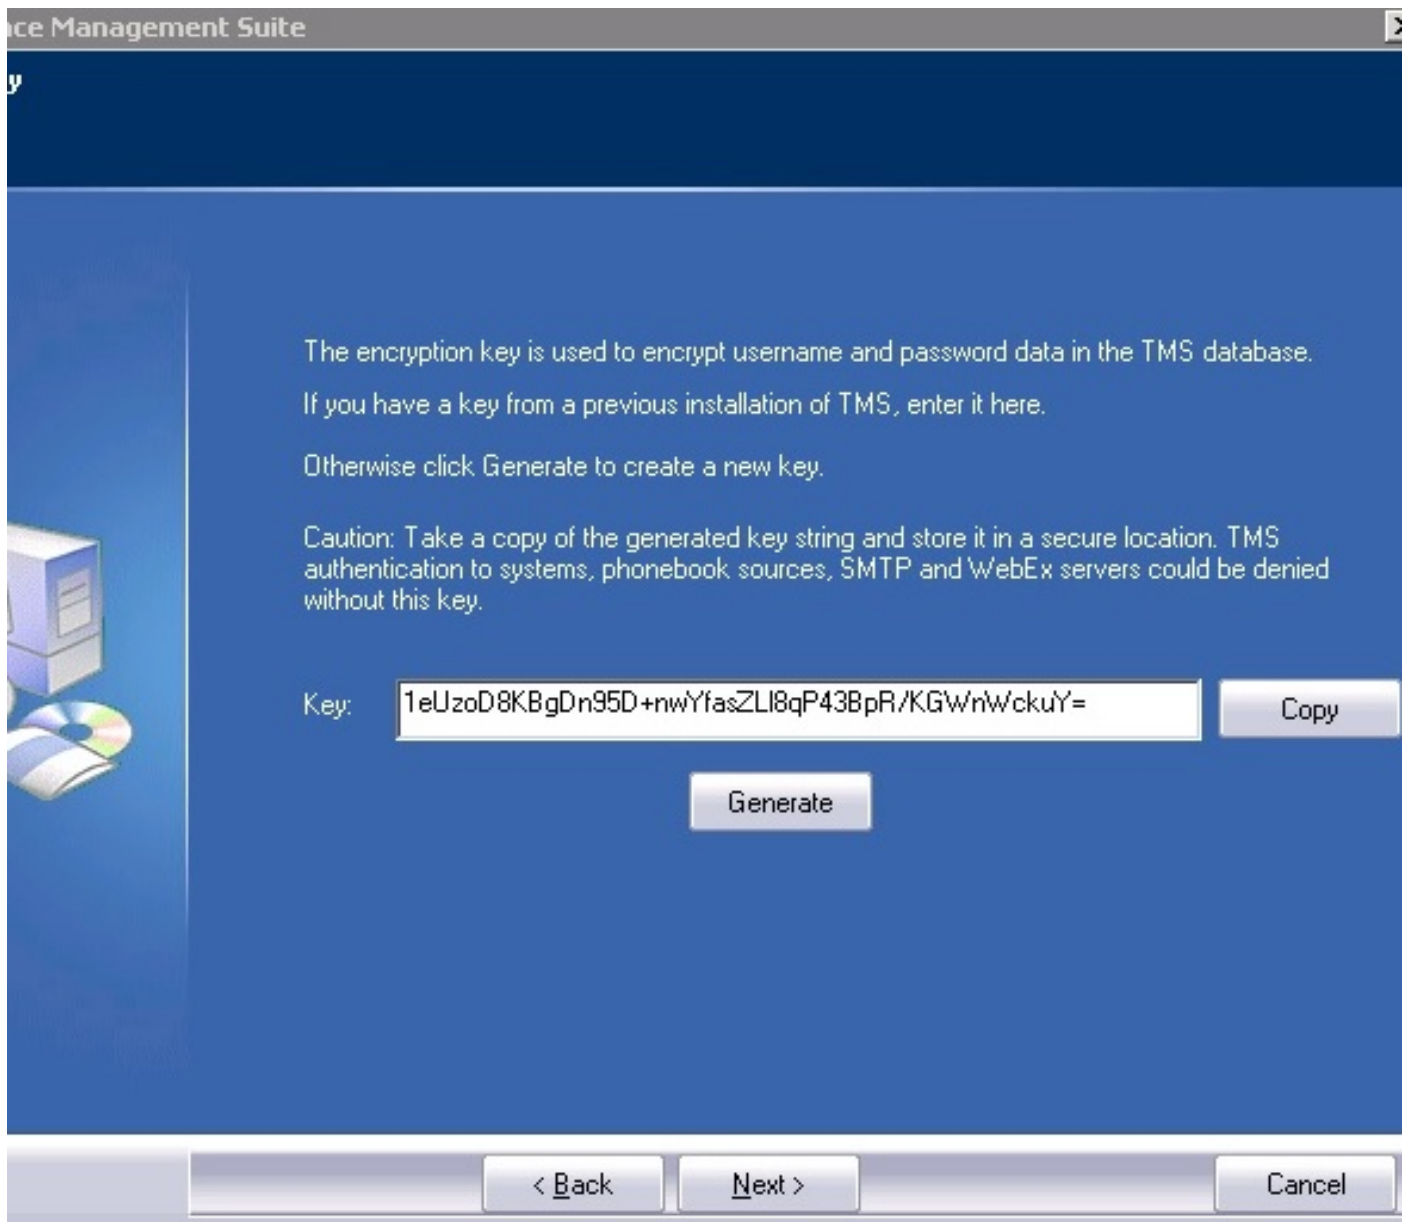 ce Management Suite
y
The encryption key is used to encrypt username and password data in the TMS database.
If you have a key from a previous installation of TMS, enter it here.
Otherwise click Generate to create a new key.
Caution: Take a copy of the generated key string and store it in a secure location. TMS
authentication to systems, phonebook sources, SMTP and WebEx servers could be denied
without this key.
Key: 1eUzoD8KBgDn95D+nwYfasZLl8qP43BpR/KGWnWckuY= Copy
Generate
< Back Next > Cancel